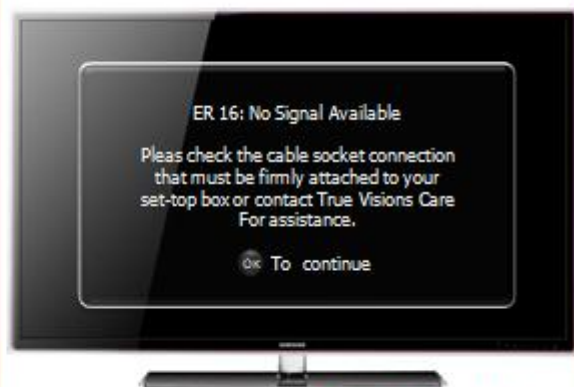 ER 16: No Signal Available
Pleas check the cable socket connection
that must be firmly attached to your
set-top box or contact True Visions Care
For assistance.
OK To continue
SAMSUNG